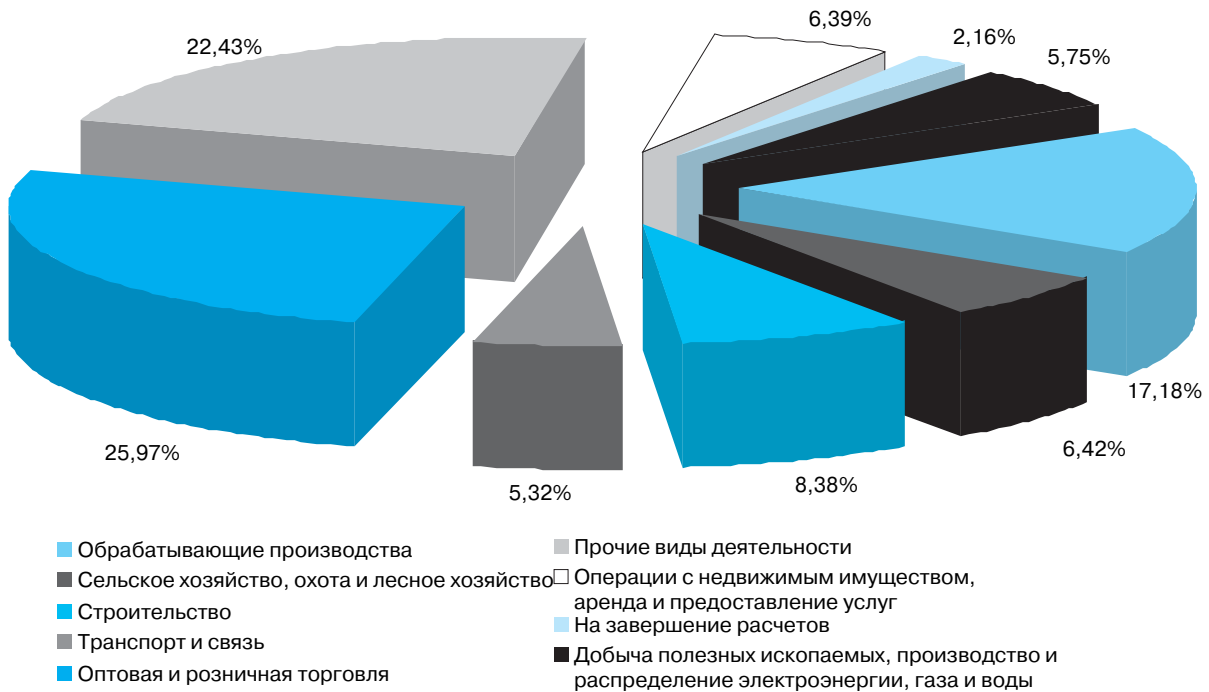 6,39%
22,43%
2,16%
5,75%
17,18%
6,42%
25,97%
8,38%
5,32%
Обрабатывающие производства
Сельское хозяйство, охота и лесное хозяйство
Строительство
Транспорт и связь
Оптовая и розничная торговля
Прочие виды деятельности
Операции с недвижимым имуществом,
аренда и предоставление услуг
На завершение расчетов
Добыча полезных ископаемых, производство и
распределение электроэнергии, газа и воды